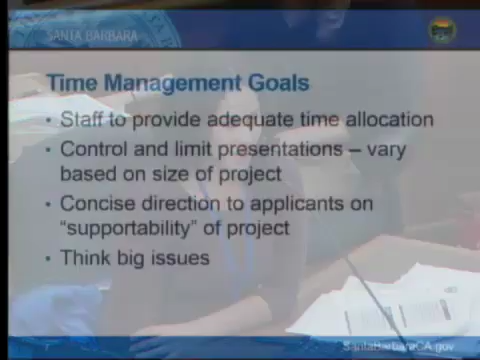 SANTA BARBARA
Time Management Goals
• Staff to provide adequate time allocation
• Control and limit presentations – vary
based on size of project
• Concise direction to applicants on
“supportability” of project
• Think big issues
SantaBarbaraCA.gov